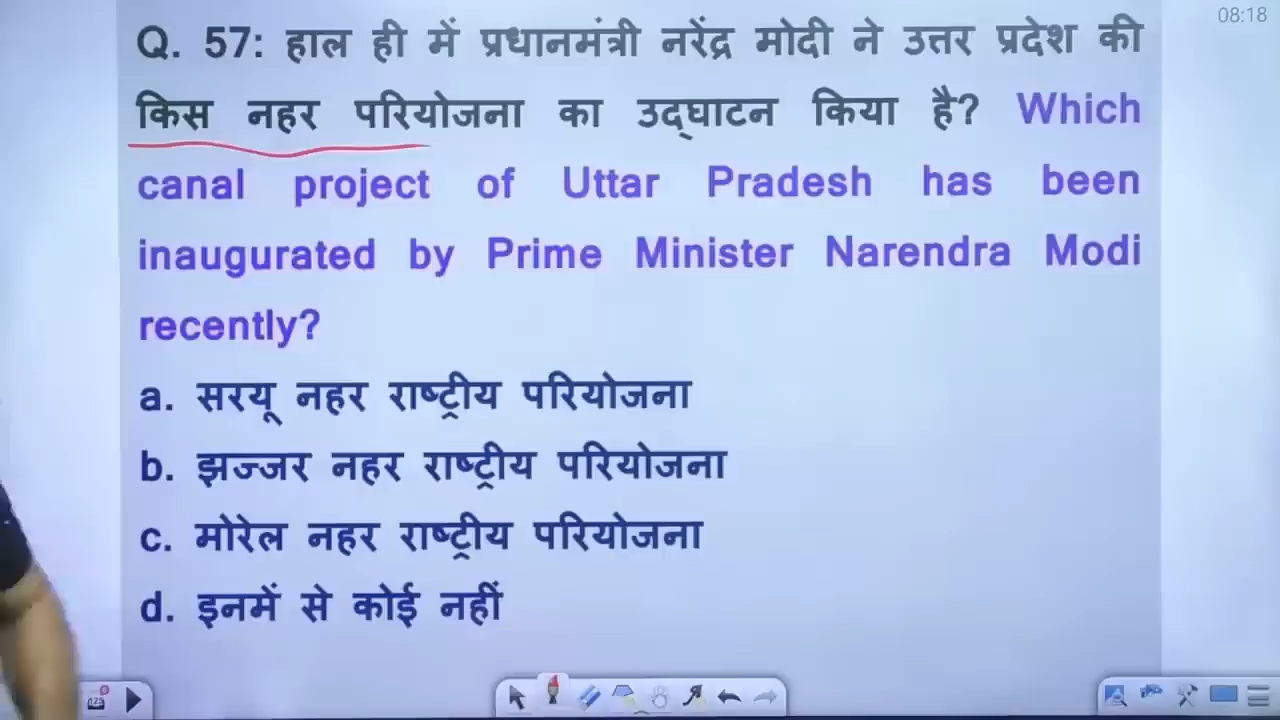 08:18
Q. 57: हाल ही में प्रधानमंत्री नरेंद्र मोदी ने उत्तर प्रदेश की
किस नहर परियोजना का उद्घाटन किया है? Which
canal project of Uttar Pradesh has been
inaugurated by Prime Minister Narendra Modi
recently?
a. सरयू नहर राष्ट्रीय परियोजना
b. झज्जर नहर राष्ट्रीय परियोजना
c. मोरेल नहर राष्ट्रीय परियोजना
d. इनमें से कोई नहीं